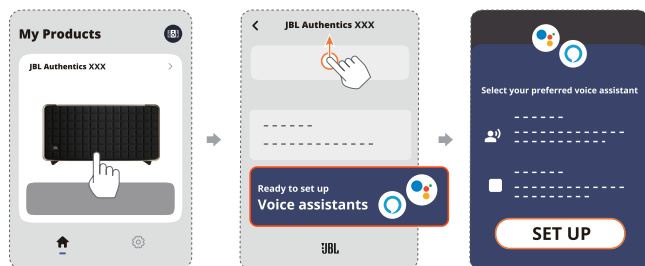 My Products
JBL Authentics XXX
JBL Authentics XXX
Ready to set up
Voice assistants
JBL
Select your preferred voice assistant
SET UP